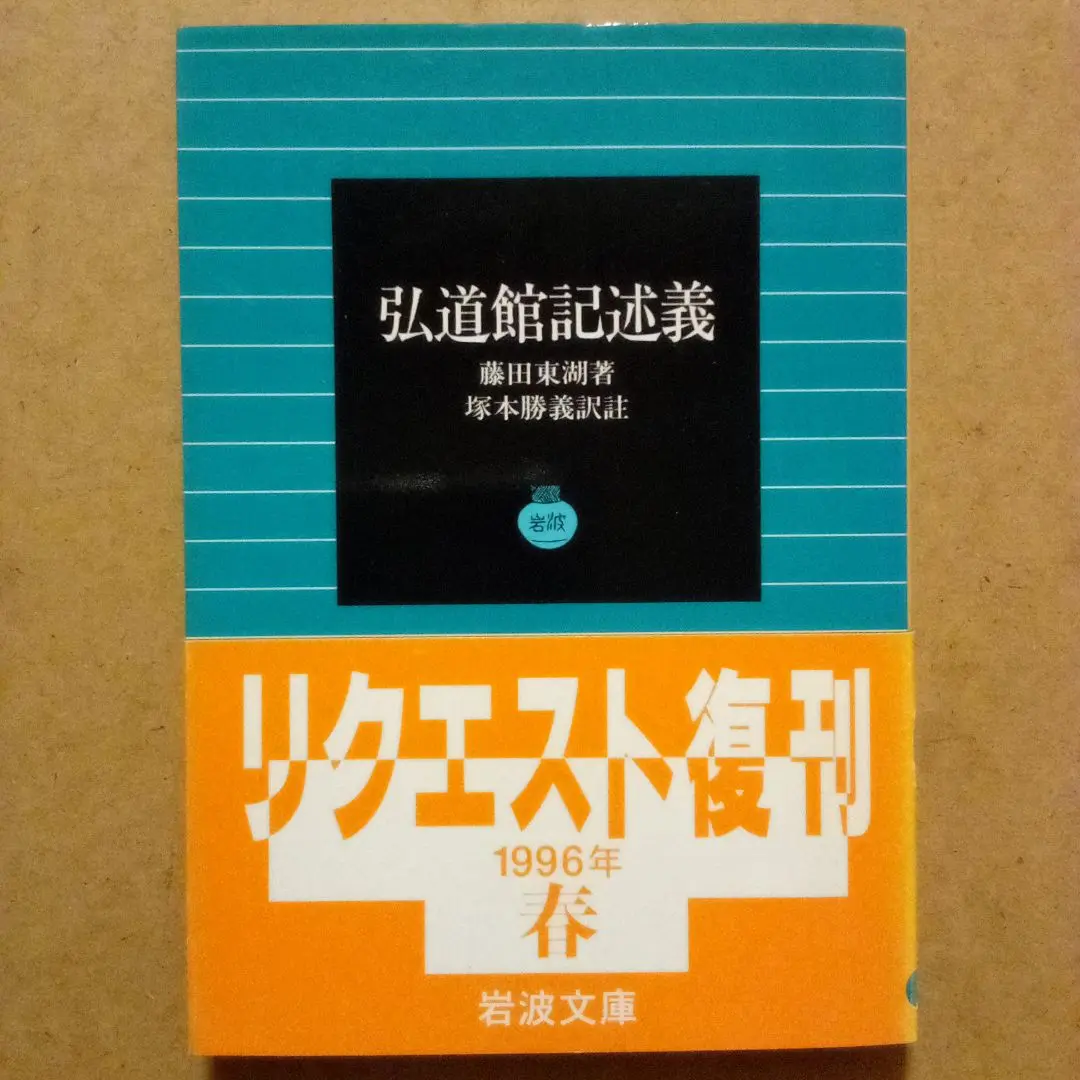 弘道館記述義
藤田東湖著
塚本勝義訳註
岩波
リクエスト復刊
1996年
春
岩波文庫